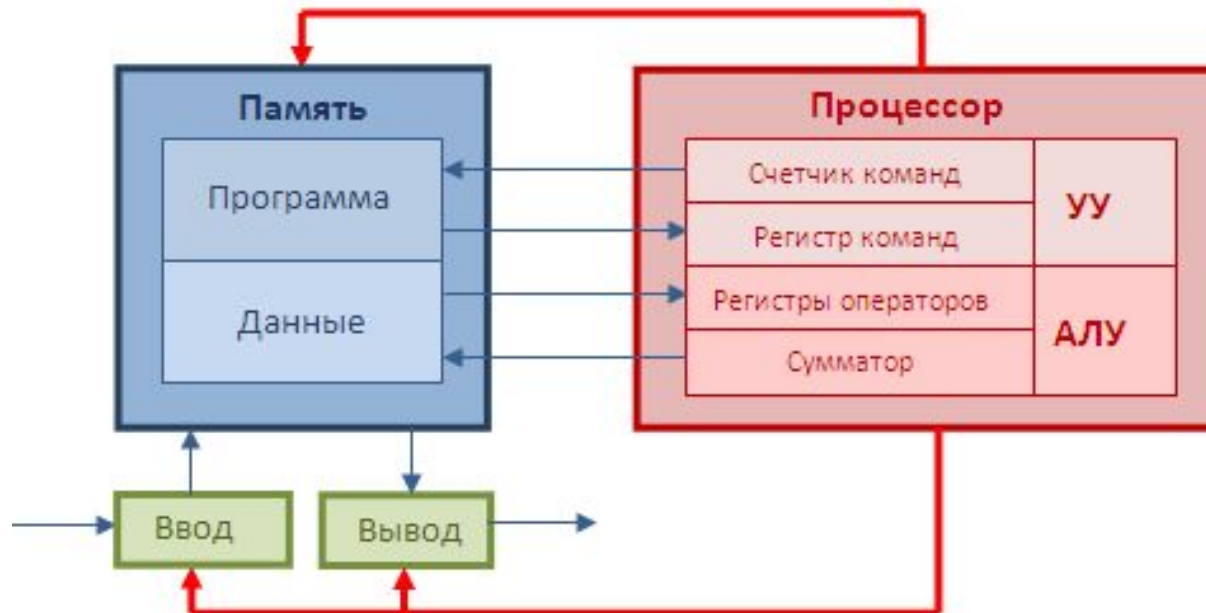 Память
Программа
Данные
Процессор
Счетчик команд
Регистр команд
УУ
Регистры операторов
Сумматор
АЛУ
Ввод
Вывод